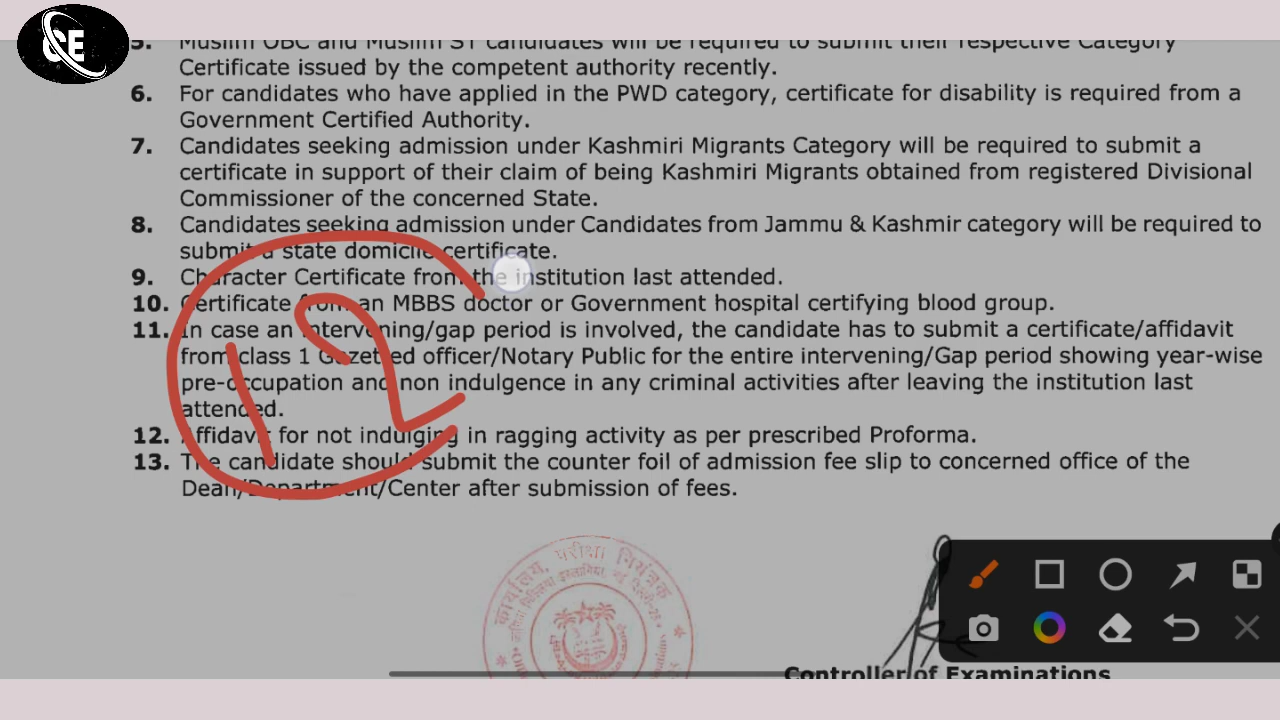 CE
5. Muslim OBC and Muslim ST candidates will be required to submit their respective Category
Certificate issued by the competent authority recently.
6. For candidates who have applied in the PWD category, certificate for disability is required from a
Government Certified Authority.
7. Candidates seeking admission under Kashmiri Migrants Category will be required to submit a
certificate in support of their claim of being Kashmiri Migrants obtained from registered Divisional
Commissioner of the concerned State.
8. Candidates seeking admission under Candidates from Jammu & Kashmir category will be required to
submit a state domicile certificate.
9. Character Certificate from the institution last attended.
10. Certificate from an MBBS doctor or Government hospital certifying blood group.
11. In case an intervening/gap period is involved, the candidate has to submit a certificate/affidavit
from class 1 Gazetted officer/Notary Public for the entire intervening/Gap period showing year-wise
pre-occupation and non indulgence in any criminal activities after leaving the institution last
attended.
12. Affidavit for not indulging in ragging activity as per prescribed Proforma.
13. The candidate should submit the counter foil of admission fee slip to concerned office of the
Dean/Department/Center after submission of fees.
12
कार्यालय, परीक्षा नियंत्रक
Controller of Examinations